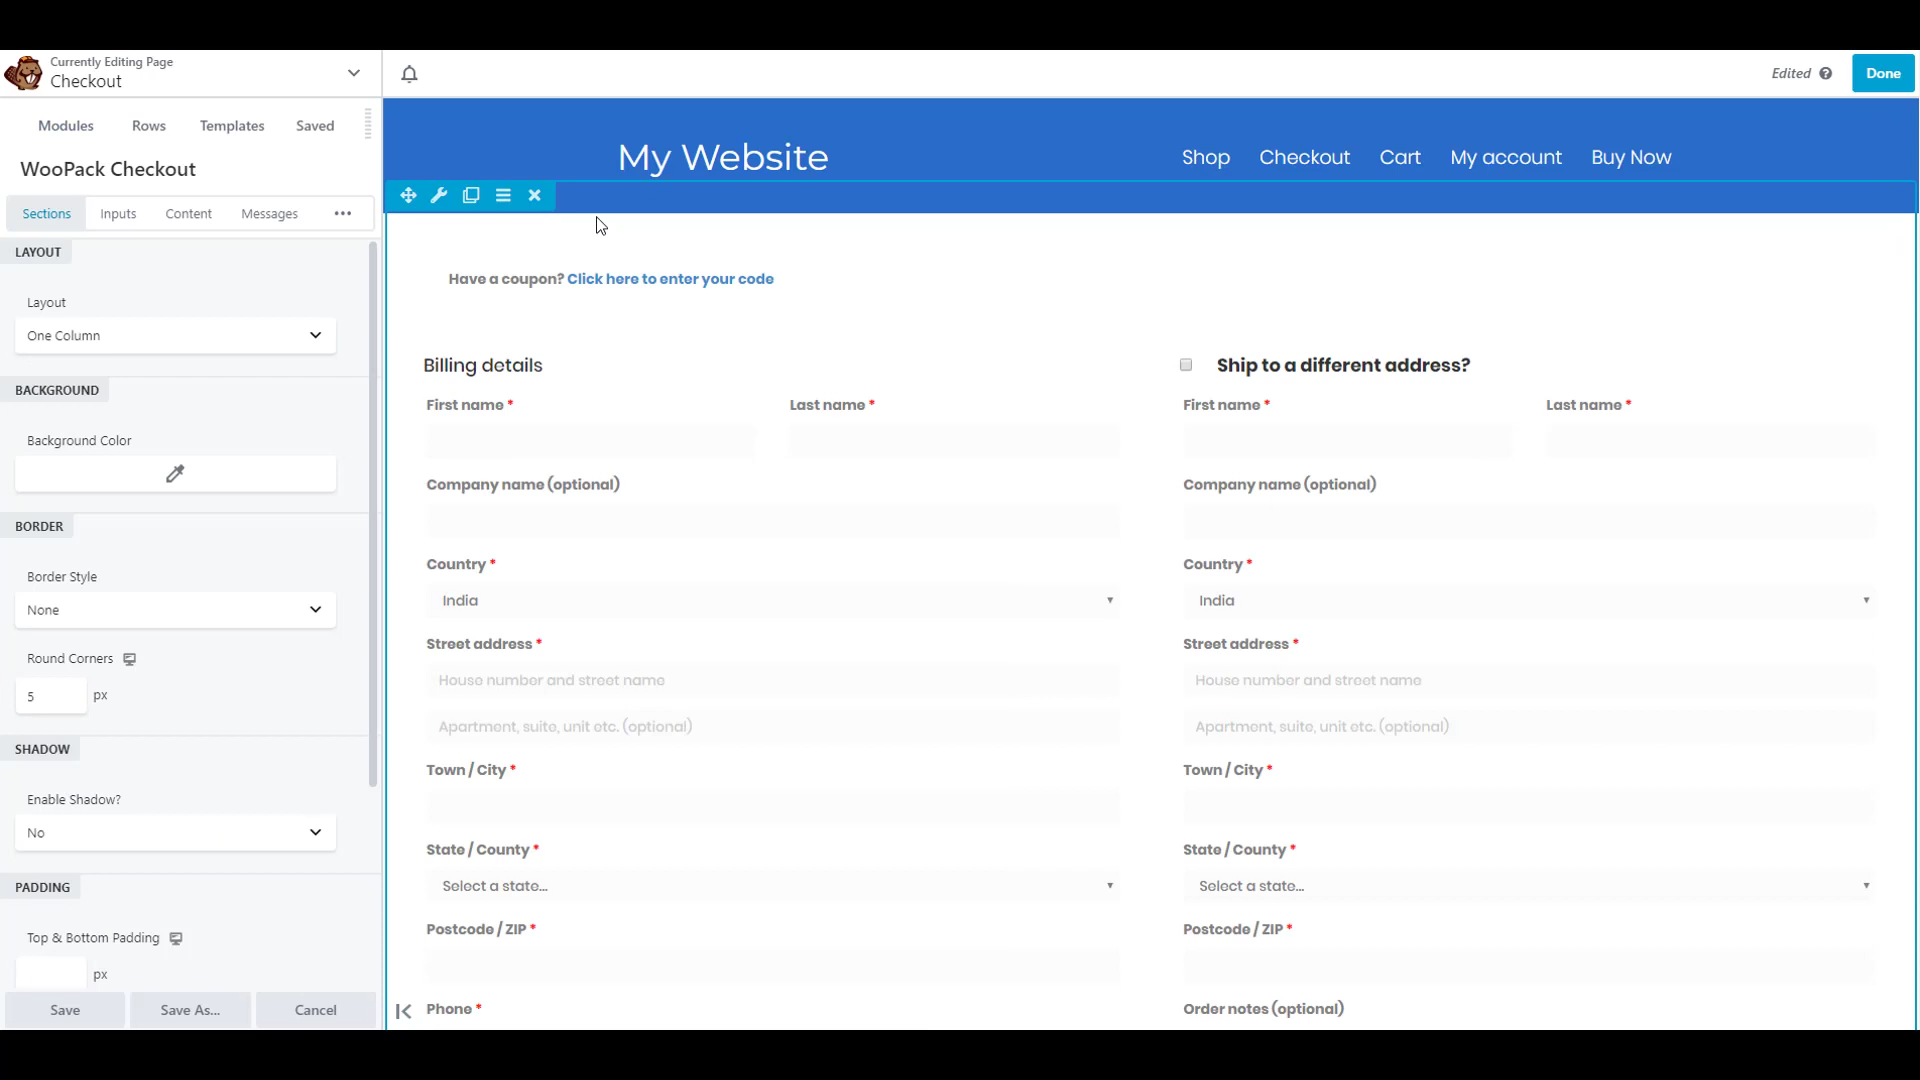 Currently Editing Page
Checkout
Edited
Done
Modules Rows Templates Saved
WooPack Checkout
Sections Inputs Content Messages
LAYOUT
Layout
One Column
BACKGROUND
Background Color
BORDER
Border Style
None
Round Corners
5 px
SHADOW
Enable Shadow?
No
PADDING
Top & Bottom Padding
px
Save Save As... Cancel
My Website
Shop Checkout Cart My account Buy Now
Have a coupon? Click here to enter your code
Billing details
First name * Last name *
Company name (optional)
Country *
India
Street address *
House number and street name
Apartment, suite, unit etc. (optional)
Town / City *
State / County *
Select a state...
Postcode / ZIP *
Phone *
Ship to a different address?
First name * Last name *
Company name (optional)
Country *
India
Street address *
House number and street name
Apartment, suite, unit etc. (optional)
Town / City *
State / County *
Select a state...
Postcode / ZIP *
Order notes (optional)